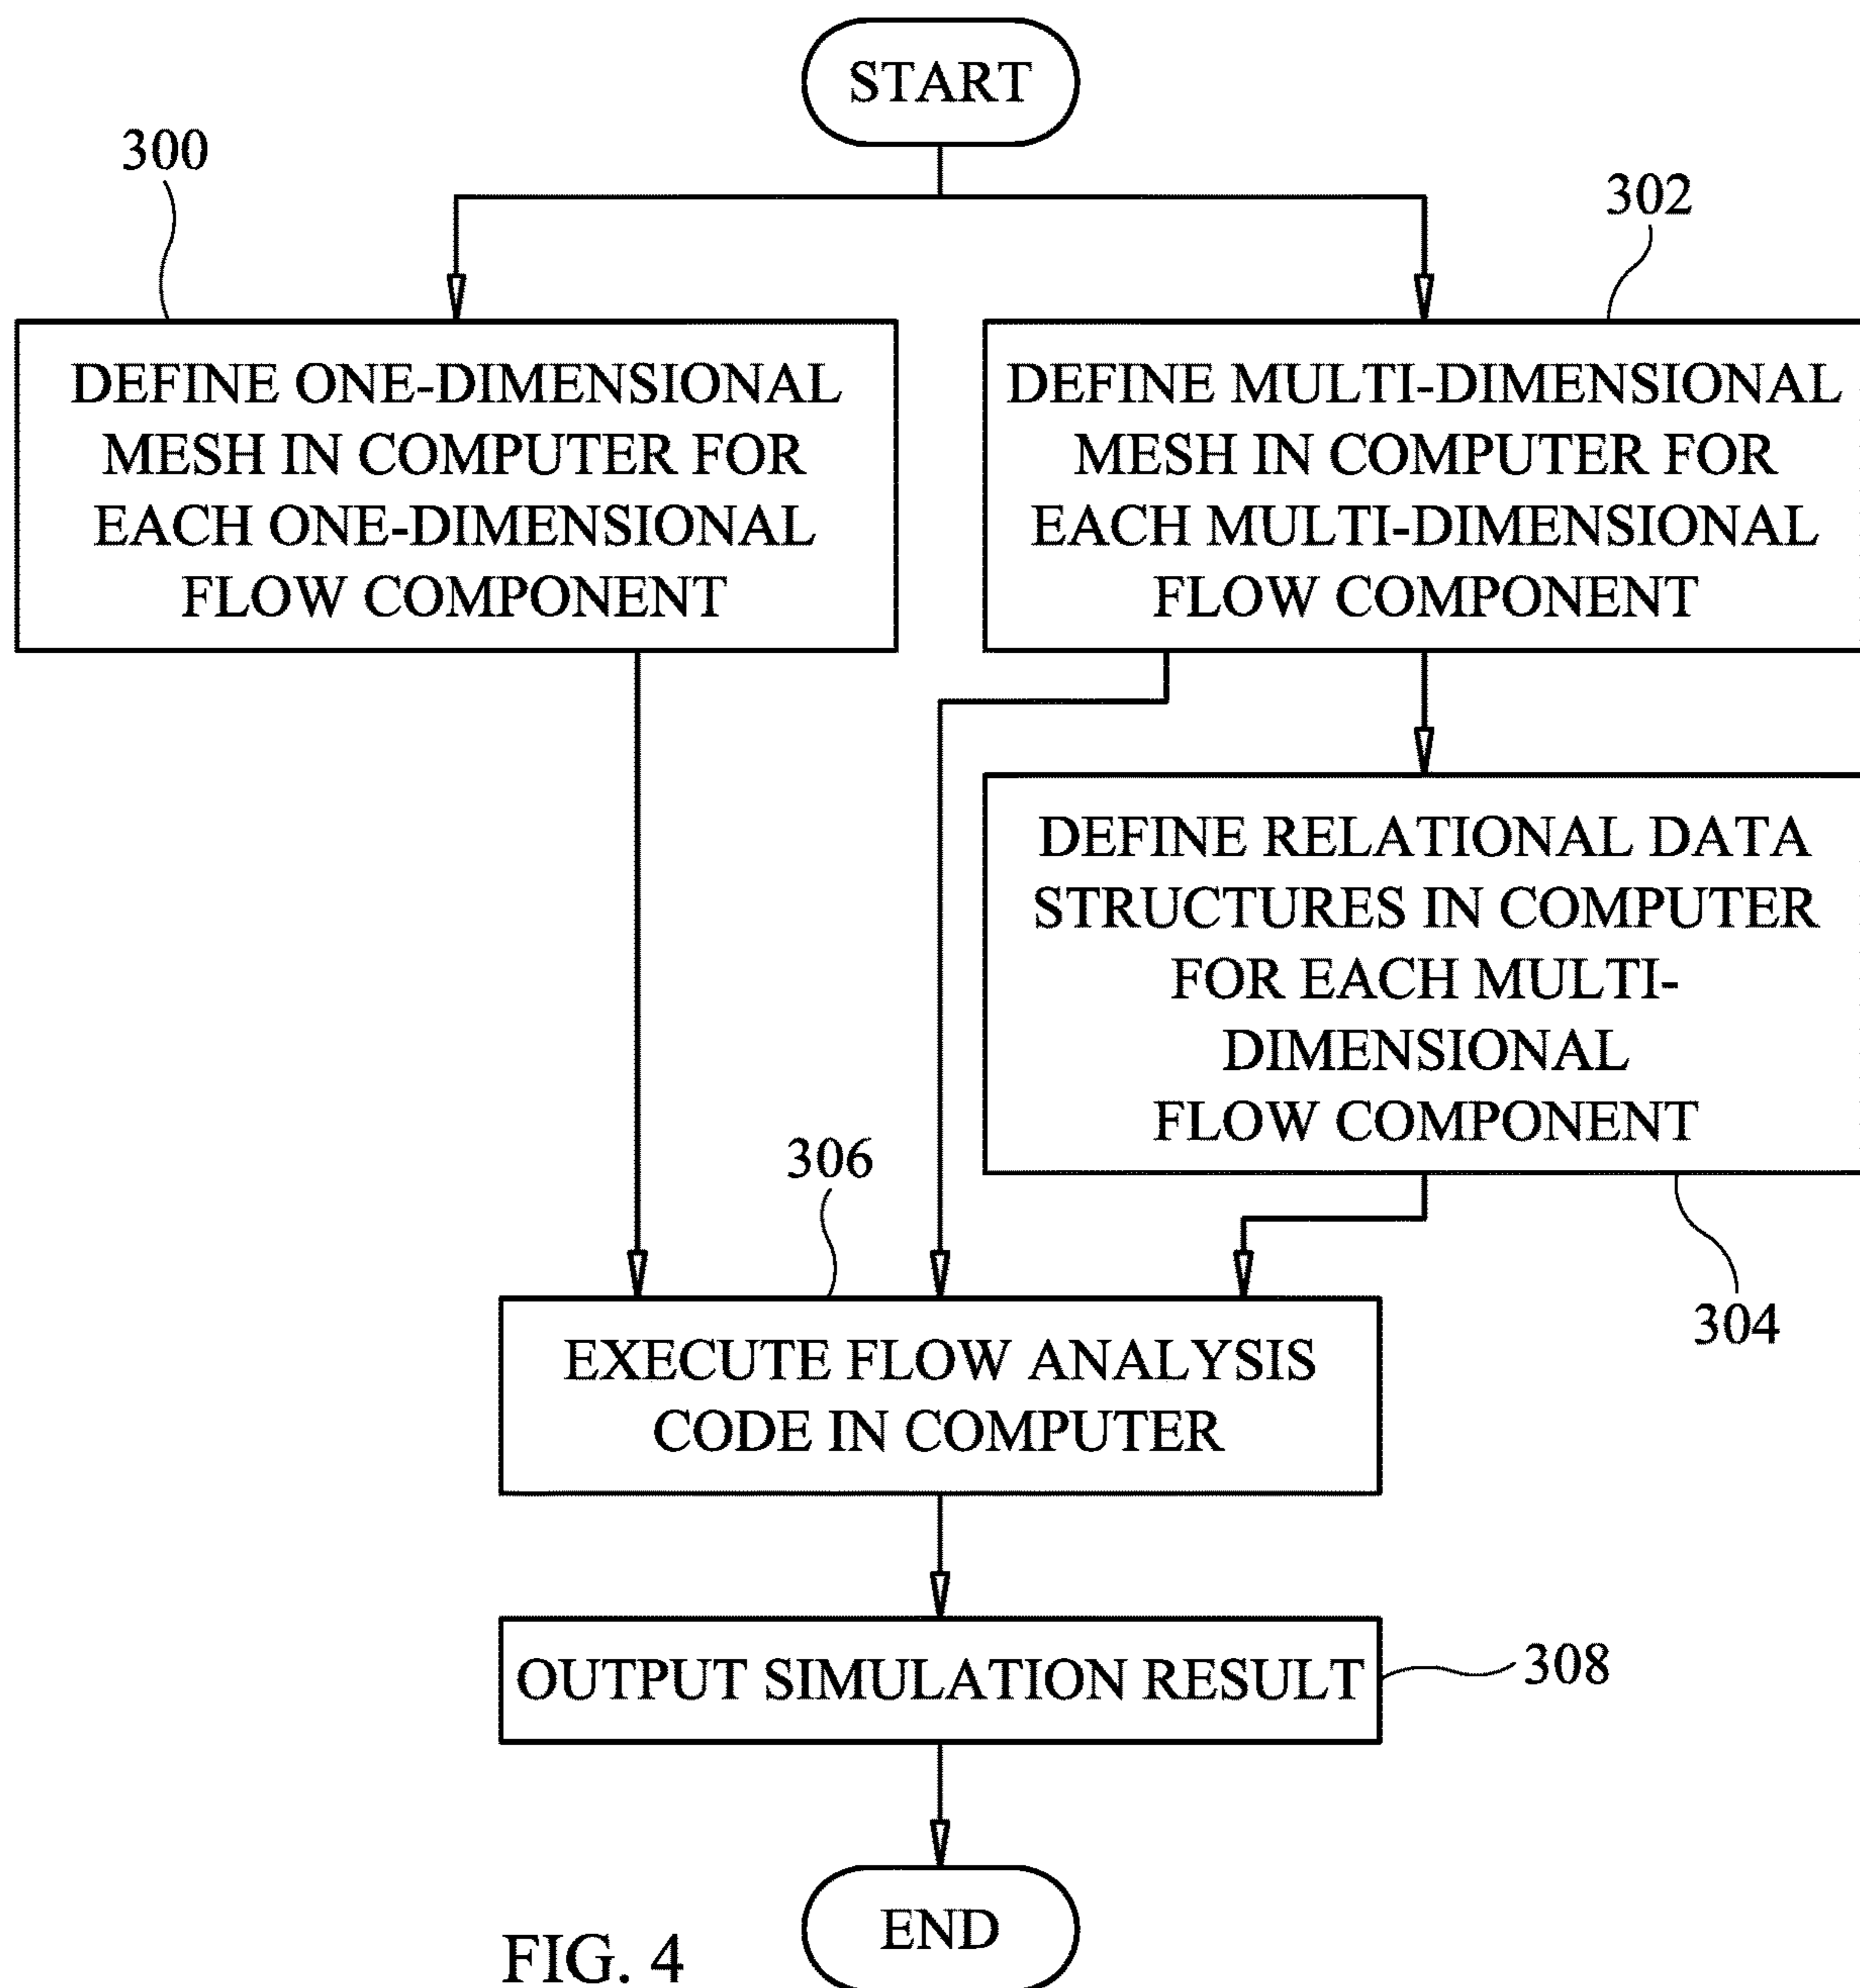 START
300
302
DEFINE ONE-DIMENSIONAL
MESH IN COMPUTER FOR
EACH ONE-DIMENSIONAL
FLOW COMPONENT
DEFINE MULTI-DIMENSIONAL
MESH IN COMPUTER FOR
EACH MULTI-DIMENSIONAL
FLOW COMPONENT
DEFINE RELATIONAL DATA
STRUCTURES IN COMPUTER
FOR EACH MULTI-
DIMENSIONAL
FLOW COMPONENT
306
304
EXECUTE FLOW ANALYSIS
CODE IN COMPUTER
OUTPUT SIMULATION RESULT
308
END
FIG. 4